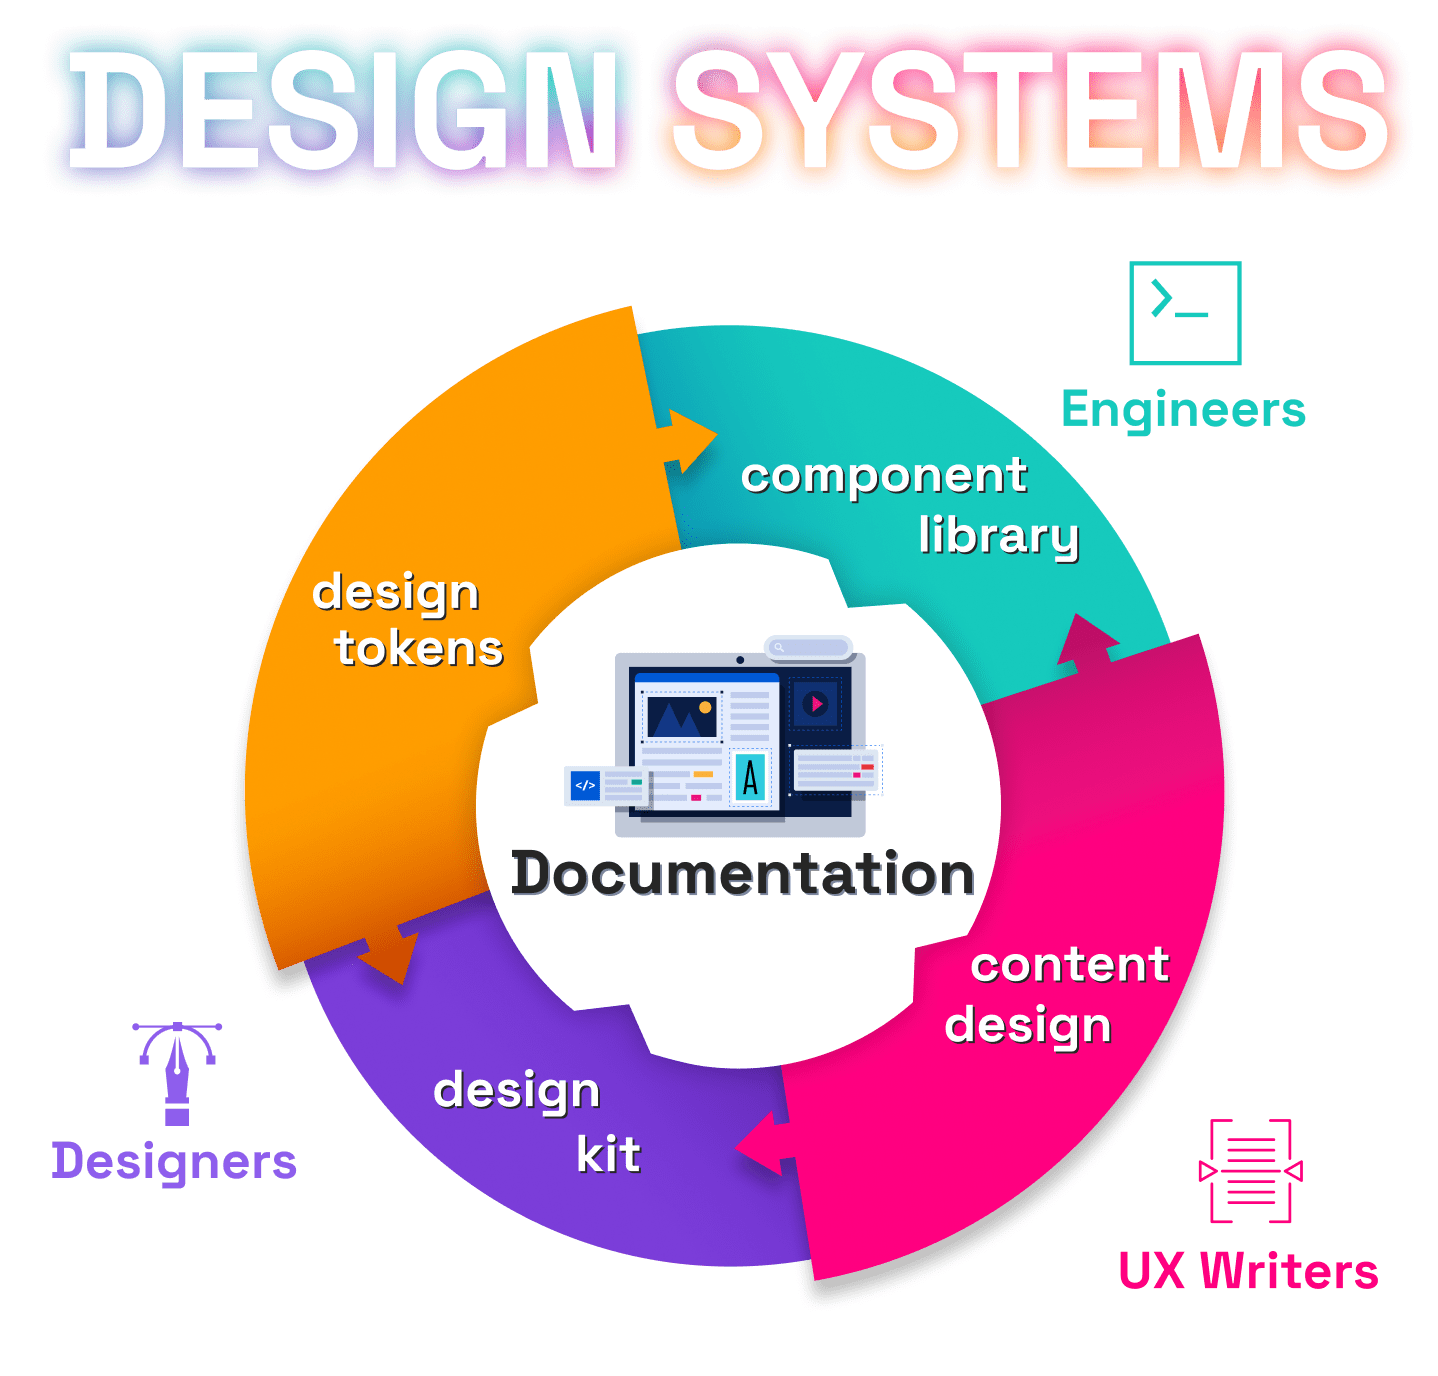 DESIGN SYSTEMS
>_
Engineers
component
library
design
tokens
</>
A
Documentation
content
design
design
kit
Designers
UX Writers